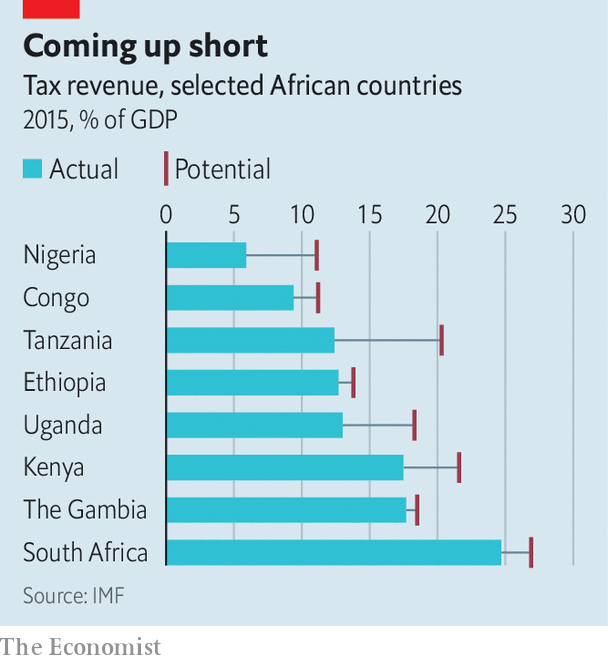 Coming up short
Tax revenue, selected African countries
2015, % of GDP
Actual Potential
0 5 10 15 20 25 30
Nigeria
Congo
Tanzania
Ethiopia
Uganda
Kenya
The Gambia
South Africa
Source: IMF
The Economist